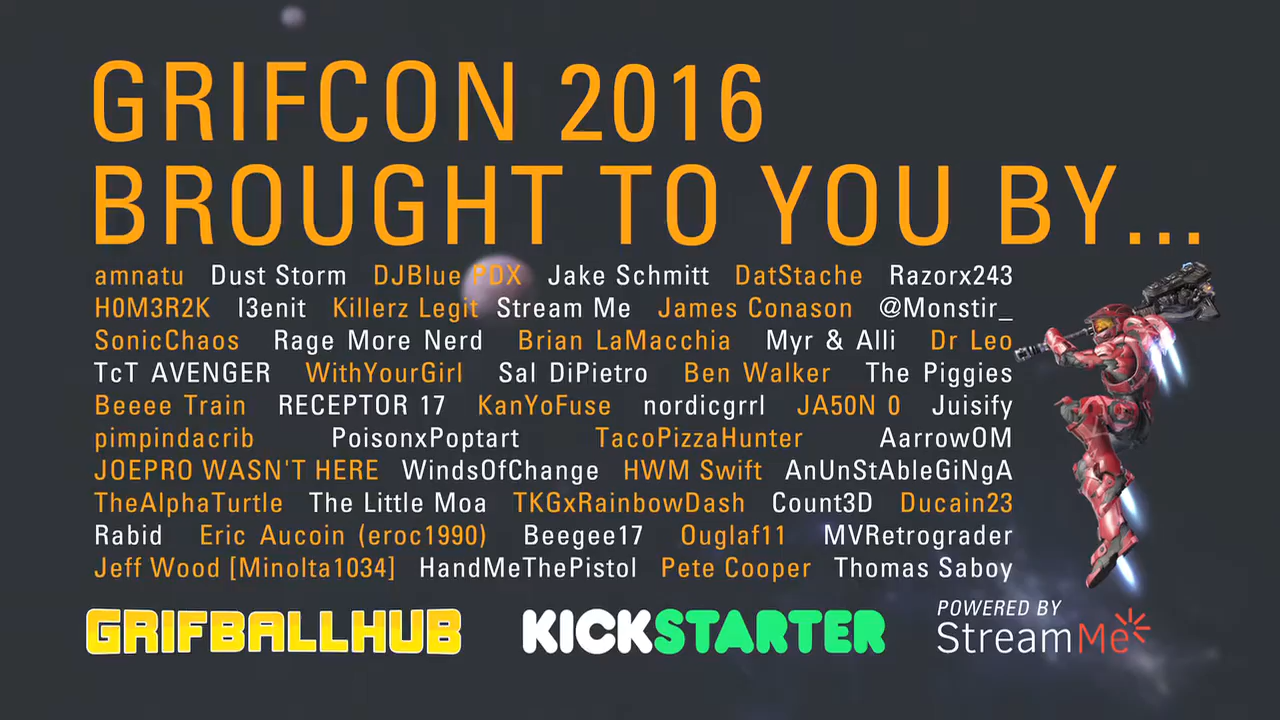 GRIFCON 2016
BROUGHT TO YOU BY...
amnatu Dust Storm DJBlue PDX Jake Schmitt DatStache Razorx243
H0M3R2K l3enit Killerz Legit Stream Me James Conason @Monstir_
SonicChaos Rage More Nerd Brian LaMacchia Myr & Alli Dr Leo
TcT AVENGER WithYourGirl Sal DiPietro Ben Walker The Piggies
Beeee Train RECEPTOR 17 KanYoFuse nordicgrrl JA50N 0 Juisify
pimpindacrib PoisonxPoptart TacoPizzaHunter AarrowOM
JOEPRO WASN'T HERE WindsOfChange HWM Swift AnUnStAbleGiNgA
TheAlphaTurtle The Little Moa TKGxRainbowDash Count3D Ducain23
Rabid Eric Aucoin (eroc1990) Beegee17 Ouglaf11 MVRetrograder
Jeff Wood [Minolta1034] HandMeThePistol Pete Cooper Thomas Saboy
GRIFBALLHUB KICKSTARTER POWERED BY
StreamMe